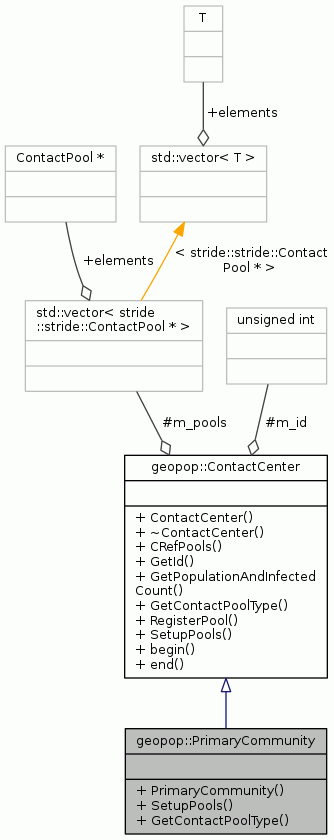 T
+elements
ContactPool *
std::vector< T >
+elements
< stride::stride::Contact
Pool * >
std::vector< stride
::stride::ContactPool * >
unsigned int
#m_pools
#m_id
geopop::ContactCenter
+ ContactCenter()
+ ~ContactCenter()
+ CRefPools()
+ GetId()
+ GetPopulationAndInfected
Count()
+ GetContactPoolType()
+ RegisterPool()
+ SetupPools()
+ begin()
+ end()
geopop::PrimaryCommunity
+ PrimaryCommunity()
+ SetupPools()
+ GetContactPoolType()